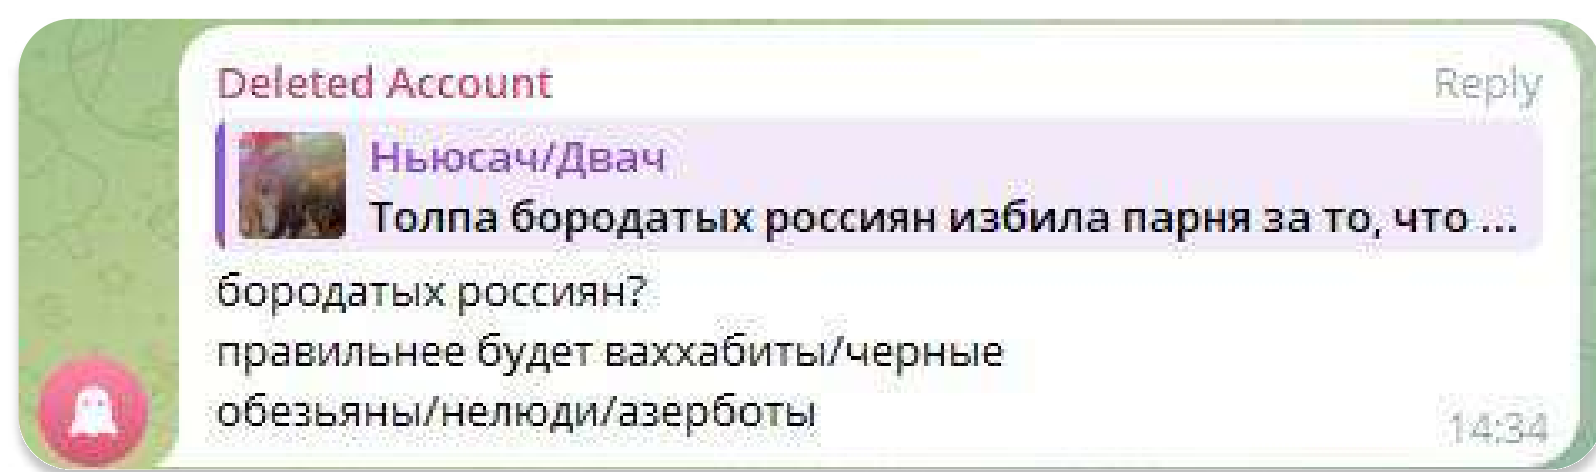 Deleted Account Reply
Ньюсач/Двач
Толпа бородатых россиян избила парня за то, что ...
бородатых россиян?
правильнее будет ваххабиты/черные
обезьяны/нелюди/азерботы
14:34